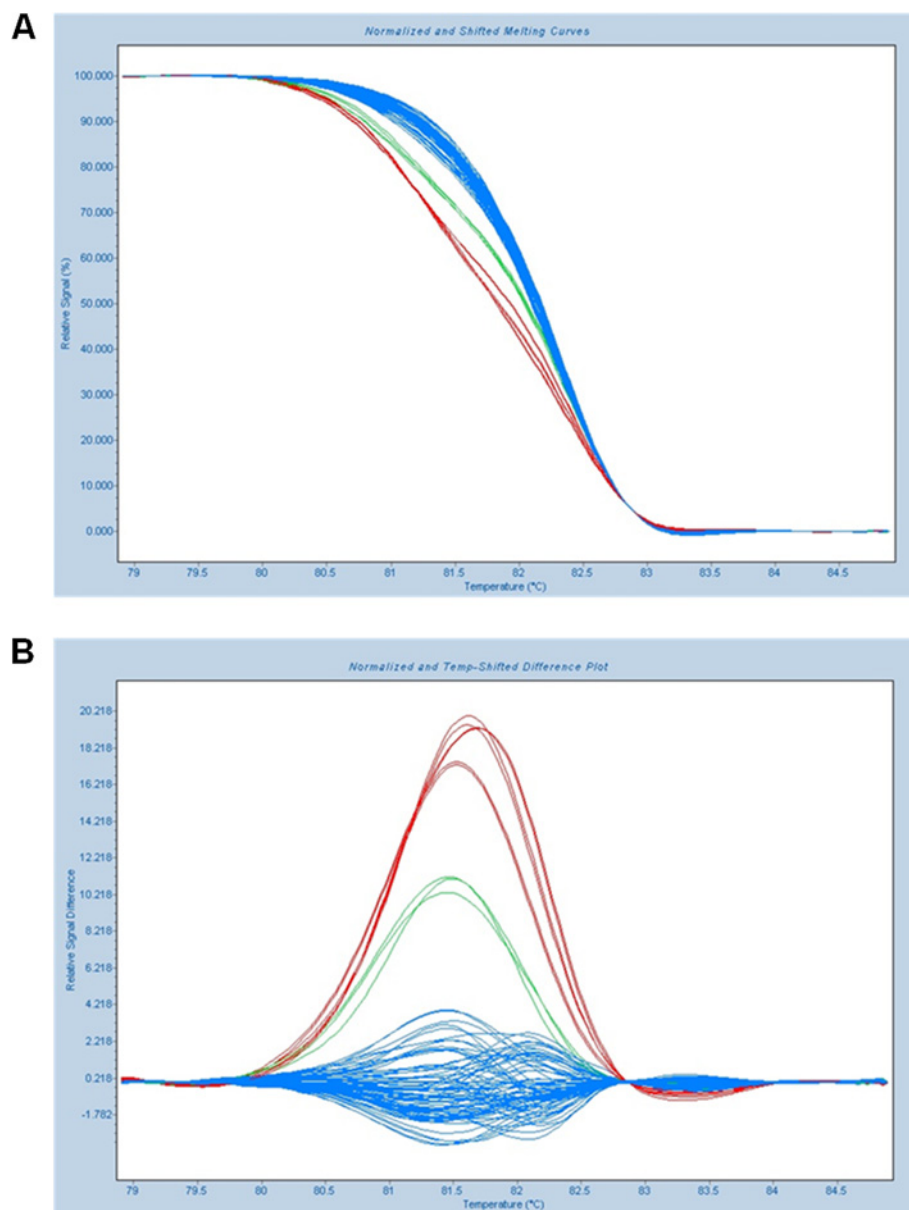 A
Normalized and Shifted Melting Curves
100.000
90.000
80.000
70.000
60.000
50.000
40.000
30.000
20.000
10.000
0.000
Relative Signal (%)
79 79.5 80 80.5 81 81.5 82 82.5 83 83.5 84 84.5
Temperature (°C)
B
Normalized and Temp-Shifted Difference Plot
20.218
18.218
16.218
14.218
12.218
10.218
8.218
6.218
4.218
2.218
0.218
-1.782
Relative Signal Difference
79 79.5 80 80.5 81 81.5 82 82.5 83 83.5 84 84.5
Temperature (°C)